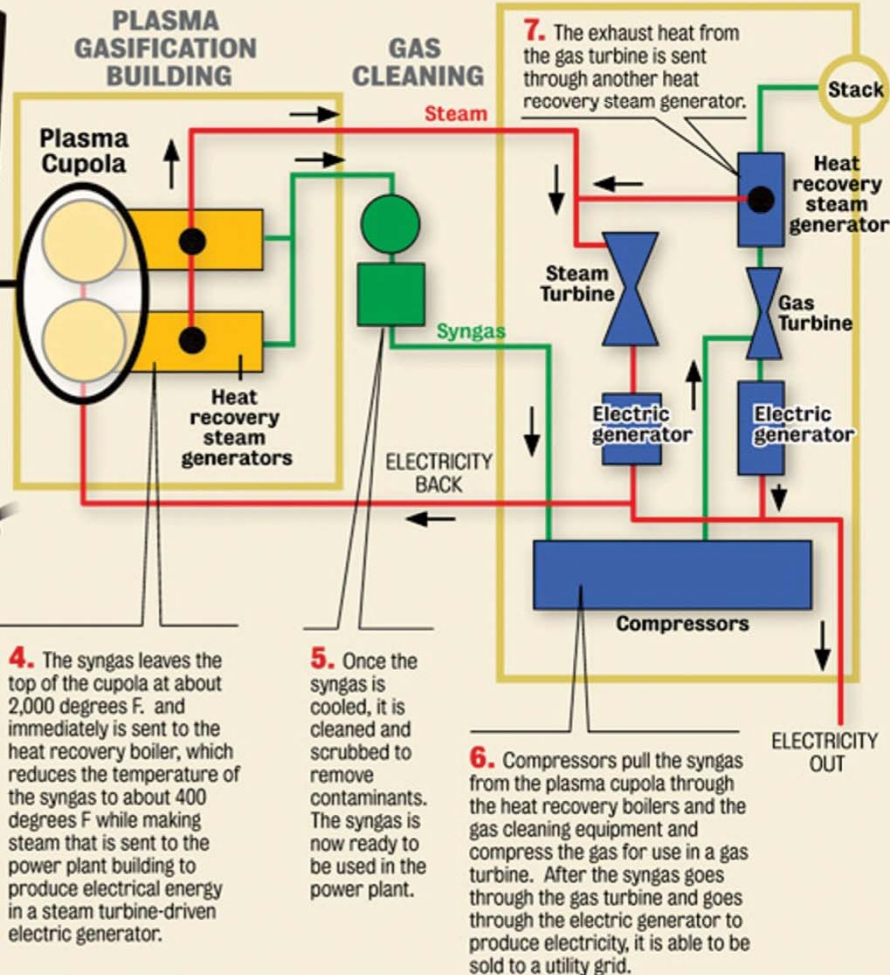 PLASMA
GASIFICATION
BUILDING
GAS
CLEANING
7. The exhaust heat from
the gas turbine is sent
through another heat
recovery steam generator.
Stack
Steam
Plasma
Cupola
Heat
recovery
steam
generator
Steam
Turbine
Gas
Turbine
Syngas
Heat
recovery
steam
generators
Electric
generator
Electric
generator
ELECTRICITY
BACK
Compressors
ELECTRICITY
OUT
4. The syngas leaves the
top of the cupola at about
2,000 degrees F. and
immediately is sent to the
heat recovery boiler, which
reduces the temperature of
the syngas to about 400
degrees F while making
steam that is sent to the
power plant building to
produce electrical energy
in a steam turbine-driven
electric generator.
5. Once the
syngas is
cooled, it is
cleaned and
scrubbed to
remove
contaminants.
The syngas is
now ready to
be used in the
power plant.
6. Compressors pull the syngas
from the plasma cupola through
the heat recovery boilers and the
gas cleaning equipment and
compress the gas for use in a gas
turbine. After the syngas goes
through the gas turbine and goes
through the electric generator to
produce electricity, it is able to be
sold to a utility grid.